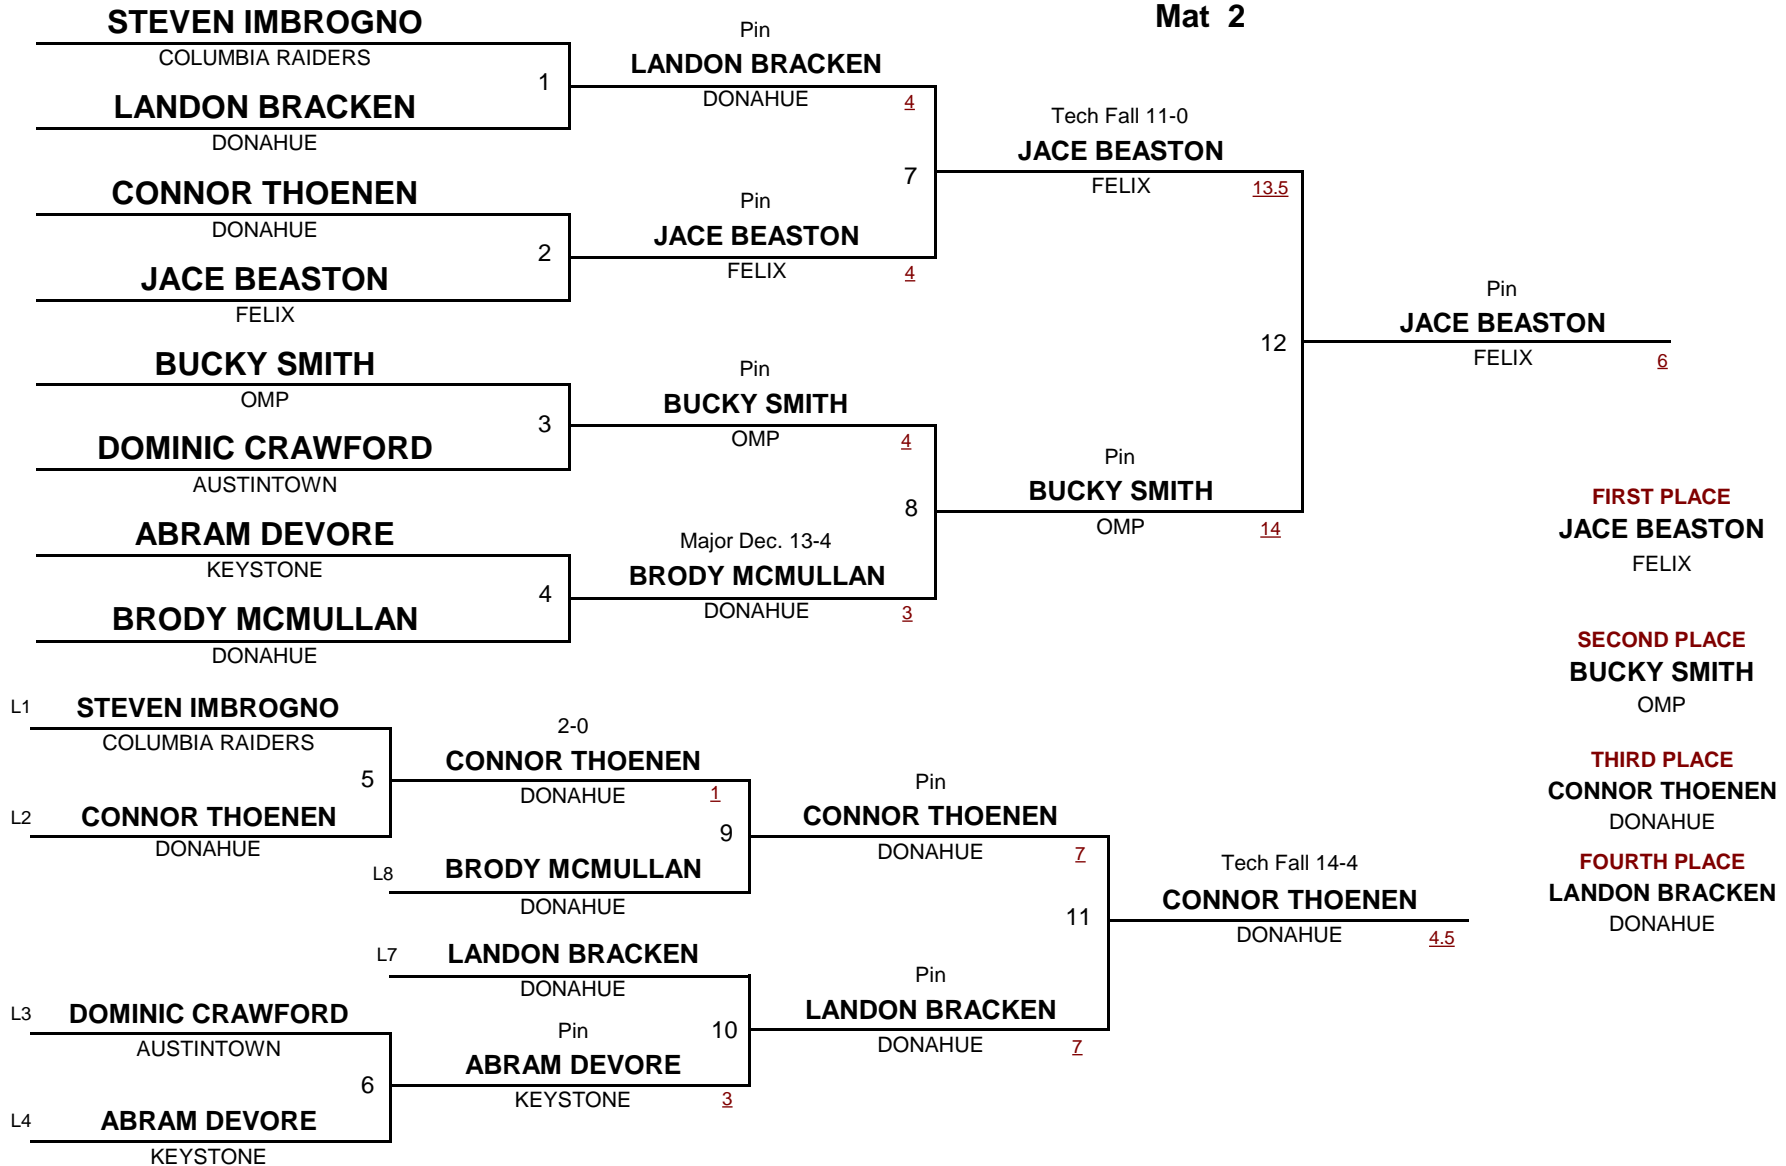 Mat 2
STEVEN IMBROGNO
COLUMBIA RAIDERS
1
LANDON BRACKEN
DONAHUE
CONNOR THOENEN
DONAHUE
2
JACE BEASTON
FELIX
BUCKY SMITH
OMP
3
DOMINIC CRAWFORD
AUSTINTOWN
ABRAM DEVORE
KEYSTONE
4
BRODY MCMULLAN
DONAHUE
Pin
LANDON BRACKEN
DONAHUE 4
7
Pin
JACE BEASTON
FELIX 4
Pin
BUCKY SMITH
OMP 4
8
Major Dec. 13-4
BRODY MCMULLAN
DONAHUE 3
Tech Fall 11-0
JACE BEASTON
FELIX 13.5
12
Pin
BUCKY SMITH
OMP 14
Pin
JACE BEASTON
FELIX 6
FIRST PLACE
JACE BEASTON
FELIX
SECOND PLACE
BUCKY SMITH
OMP
THIRD PLACE
CONNOR THOENEN
DONAHUE
FOURTH PLACE
LANDON BRACKEN
DONAHUE
L1 STEVEN IMBROGNO
COLUMBIA RAIDERS
5
L2 CONNOR THOENEN
DONAHUE
L3 DOMINIC CRAWFORD
AUSTINTOWN
6
L4 ABRAM DEVORE
KEYSTONE
2-0
CONNOR THOENEN
DONAHUE 1
9
L8 BRODY MCMULLAN
DONAHUE
L7 LANDON BRACKEN
DONAHUE
10
Pin
ABRAM DEVORE
KEYSTONE 3
Pin
CONNOR THOENEN
DONAHUE 7
11
Pin
LANDON BRACKEN
DONAHUE 7
Tech Fall 14-4
CONNOR THOENEN
DONAHUE 4.5